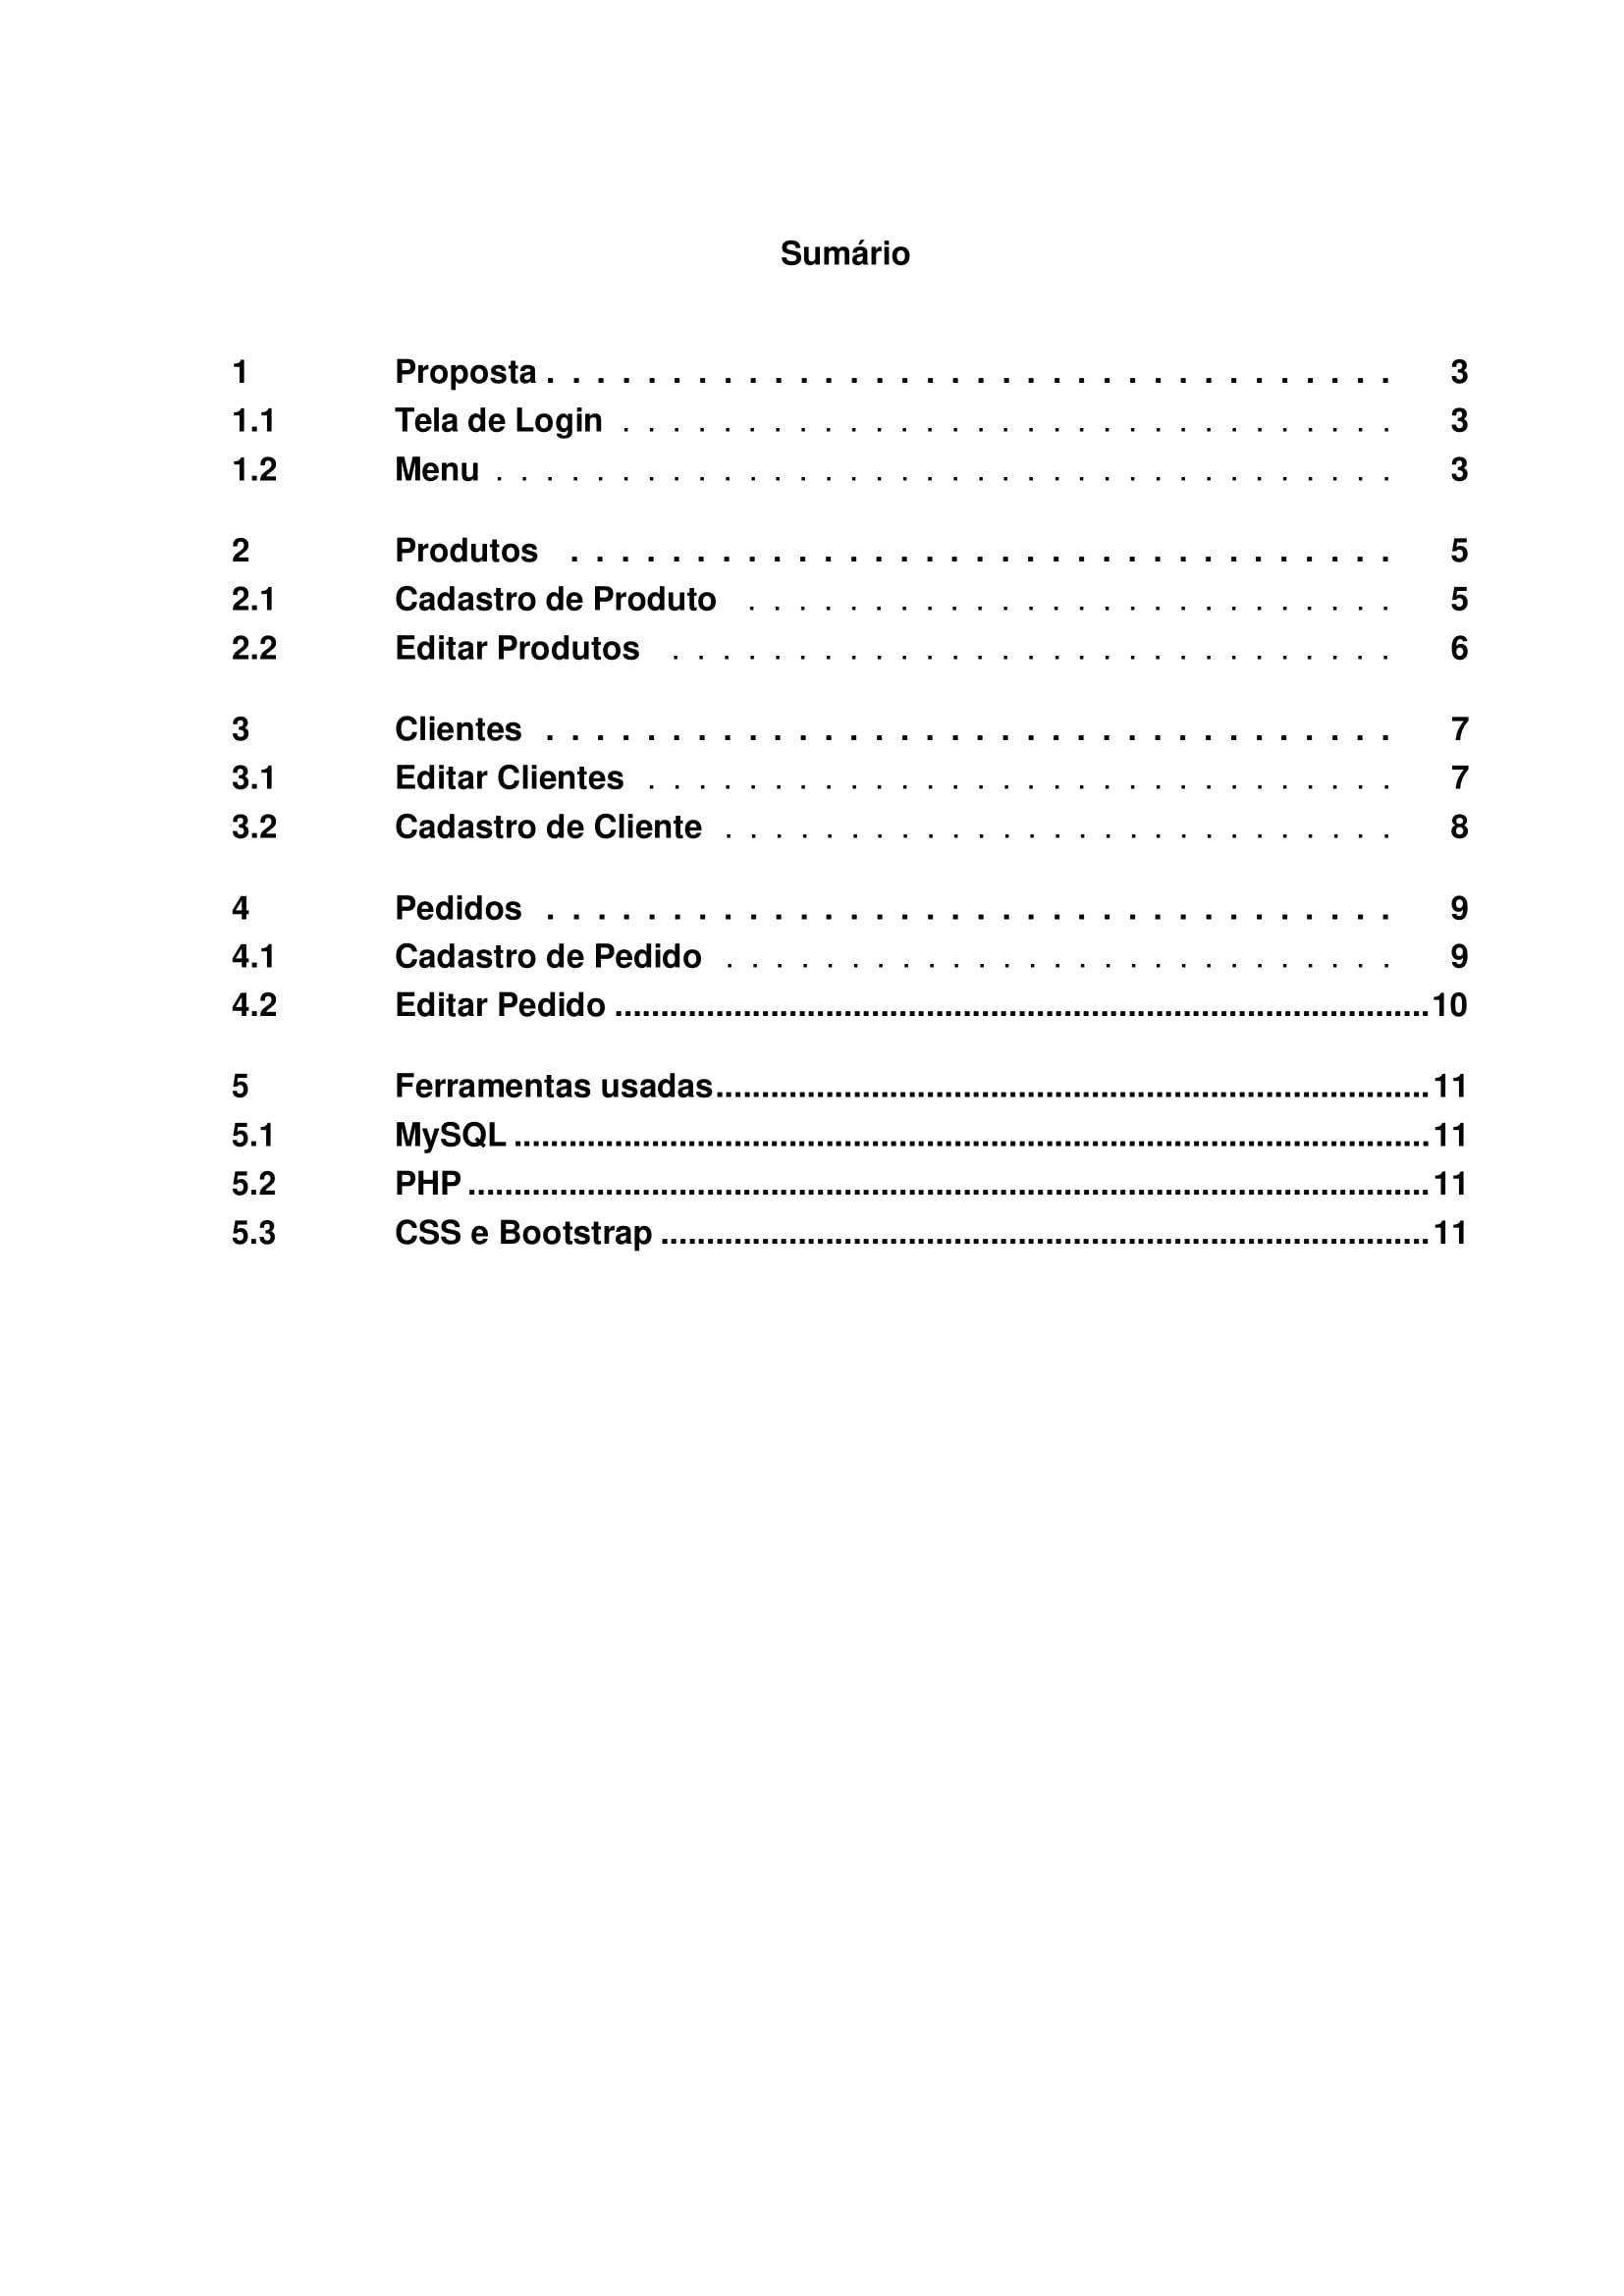 Sumário
1 Proposta . . . . . . . . . . . . . . . . . . . . . . . . . . . . . . . . . . 3
1.1 Tela de Login . . . . . . . . . . . . . . . . . . . . . . . . . . . . . . . 3
1.2 Menu . . . . . . . . . . . . . . . . . . . . . . . . . . . . . . . . . . . . 3
2 Produtos . . . . . . . . . . . . . . . . . . . . . . . . . . . . . . . . . 5
2.1 Cadastro de Produto . . . . . . . . . . . . . . . . . . . . . . . . . . 5
2.2 Editar Produtos . . . . . . . . . . . . . . . . . . . . . . . . . . . . . 6
3 Clientes . . . . . . . . . . . . . . . . . . . . . . . . . . . . . . . . . . 7
3.1 Editar Clientes . . . . . . . . . . . . . . . . . . . . . . . . . . . . . . 7
3.2 Cadastro de Cliente . . . . . . . . . . . . . . . . . . . . . . . . . . . 8
4 Pedidos . . . . . . . . . . . . . . . . . . . . . . . . . . . . . . . . . . 9
4.1 Cadastro de Pedido . . . . . . . . . . . . . . . . . . . . . . . . . . . 9
4.2 Editar Pedido ......................................................................................... 10
5 Ferramentas usadas.............................................................................. 11
5.1 MySQL .................................................................................................... 11
5.2 PHP ......................................................................................................... 11
5.3 CSS e Bootstrap .................................................................................... 11